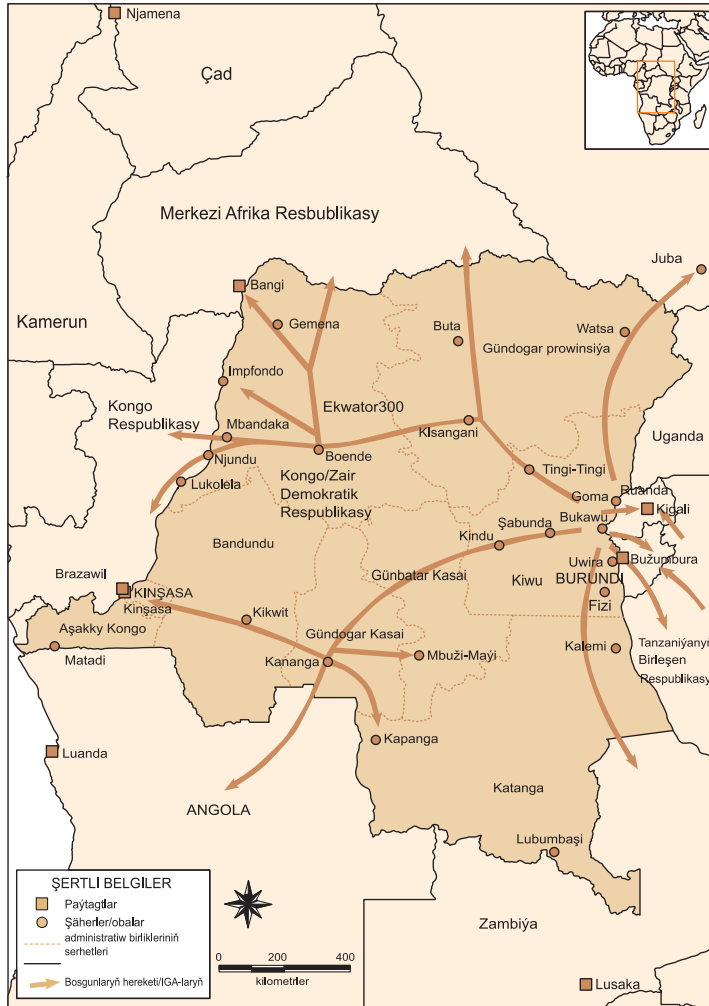 Njamena
Çad
Merkezi Afrika Resbublikasy
Juba
Bangi
Kamerun
Gemena
Buta
Watsa
Gündogar prowinsiýa
Impfondo
Ekwator300
Kongo
Respublikasy
Mbandaka
KIsangani
Uganda
Boende
Njundu
Tingi-Tingi
Lukolela
Kongo/Zair
Demokratik
Respublikasy
Goma
Ruanda
Kigali
Bukawu
Şabunda
Kindu
Bandundu
Uwira
Bužumbura
Günbatar Kasai
Kiwu
BURUNDI
Brazawil
KINŞASA
Kinşasa
Fizi
Kikwit
Aşakky Kongo
Gündogar Kasai
Tanzaniýanyň
Birleşen
Respublikasy
Matadi
Kananga
Mbuži-Maýi
Kalemi
Kapanga
Luanda
Katanga
ANGOLA
Lubumbaşi
ŞERTLI BELGILER
Paýtagtlar
Şäherler/obalar
administratiw birlikleriniň
serhetleri
Bosgunlaryň hereketi/IGA-laryň
0 200 400
kilometriler
Zambiýa
Lusaka